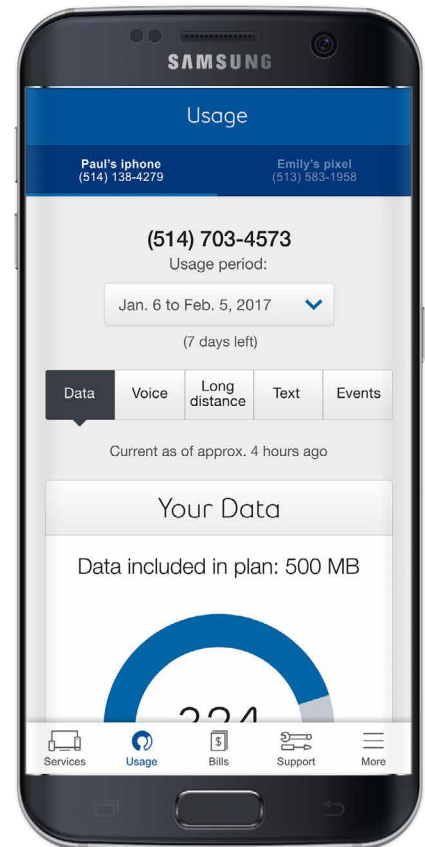 SAMSUNG
Usage
Paul's iphone
(514) 138-4279
Emily's pixel
(513) 583-1958
(514) 703-4573
Usage period:
Jan. 6 to Feb. 5, 2017
(7 days left)
Data
Voice
Long
distance
Text
Events
Current as of approx. 4 hours ago
Your Data
Data included in plan: 500 MB
Services
Usage
$
Bills
Support
More